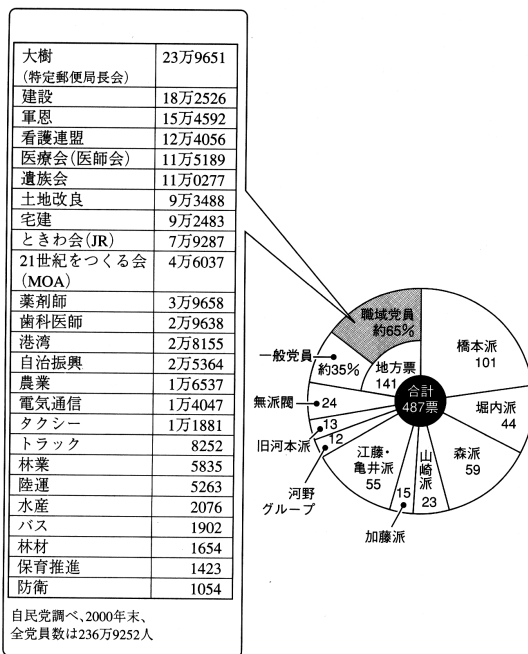 大樹 23万9651
(特定郵便局長会)
建設 18万2526
軍恩 15万4592
看護連盟 12万4056
医療会(医師会) 11万5189
遺族会 11万0277
土地改良 9万3488
宅建 9万2483
ときわ会(JR) 7万9287
21世紀をつくる会 4万6037
(MOA)
薬剤師 3万9658
歯科医師 2万9638
港湾 2万8155
自治振興 2万5364
農業 1万6537
電気通信 1万4047
タクシー 1万1881
トラック 8252
林業 5835
陸運 5263
水産 2076
バス 1902
林材 1654
保育推進 1423
防衛 1054
自民党調べ、2000年末、
全党員数は236万9252人
職域党員
約65%
一般党員
約35%
地方票
141
合計
487票
橋本派
101
堀内派
44
森派
59
山崎派
23
加藤派
15
江藤・
亀井派
55
河野
グループ
12
旧河本派
13
無派閥
24